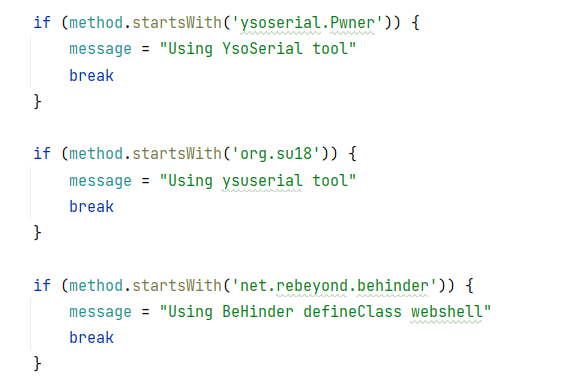 if (method.startsWith('ysoserial.Pwner')) {
    message = "Using YsoSerial tool"
    break
}
if (method.startsWith('org.su18')) {
    message = "Using ysuserial tool"
    break
}
if (method.startsWith('net.rebeyond.behinder')) {
    message = "Using BeHinder defineClass webshell"
    break
}